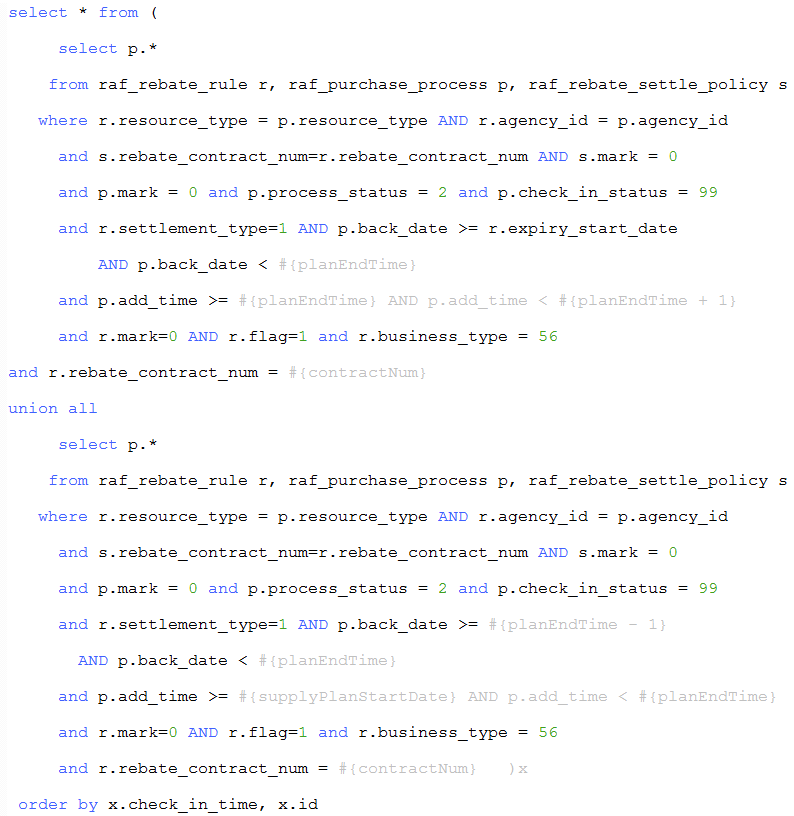 select * from (
select p.*
from raf_rebate_rule r, raf_purchase_process p, raf_rebate_settle_policy s
where r.resource_type = p.resource_type AND r.agency_id = p.agency_id
and s.rebate_contract_num=r.rebate_contract_num AND s.mark = 0
and p.mark = 0 and p.process_status = 2 and p.check_in_status = 99
and r.settlement_type=1 AND p.back_date >= r.expiry_start_date
AND p.back_date < #{planEndTime}
and p.add_time >= #{planEndTime} AND p.add_time < #{planEndTime + 1}
and r.mark=0 AND r.flag=1 and r.business_type = 56
and r.rebate_contract_num = #{contractNum}
union all
select p.*
from raf_rebate_rule r, raf_purchase_process p, raf_rebate_settle_policy s
where r.resource_type = p.resource_type AND r.agency_id = p.agency_id
and s.rebate_contract_num=r.rebate_contract_num AND s.mark = 0
and p.mark = 0 and p.process_status = 2 and p.check_in_status = 99
and r.settlement_type=1 AND p.back_date >= #{planEndTime - 1}
AND p.back_date < #{planEndTime}
and p.add_time >= #{supplyPlanStartDate} AND p.add_time < #{planEndTime}
and r.mark=0 AND r.flag=1 and r.business_type = 56
and r.rebate_contract_num = #{contractNum} )x
order by x.check_in_time, x.id